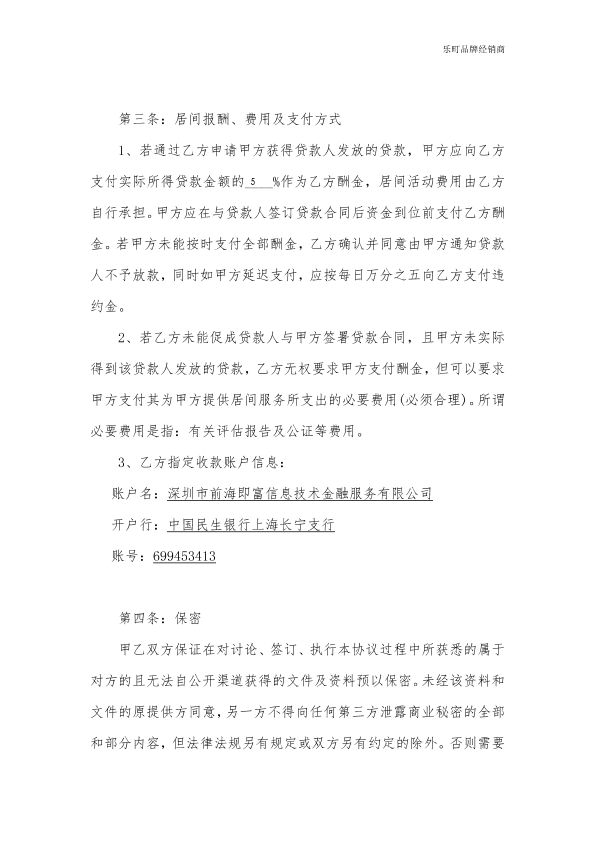 乐町品牌经销商
第三条：居间报酬、费用及支付方式
1、若通过乙方申请甲方获得贷款人发放的贷款，甲方应向乙方
支付实际所得贷款金额的 5 %作为乙方酬金，居间活动费用由乙方
自行承担。甲方应在与贷款人签订贷款合同后资金到位前支付乙方酬
金。若甲方未能按时支付全部酬金，乙方确认并同意由甲方通知贷款
人不予放款，同时如甲方延迟支付，应按每日万分之五向乙方支付违
约金。
2、若乙方未能促成贷款人与甲方签署贷款合同，且甲方未实际
得到该贷款人发放的贷款，乙方无权要求甲方支付酬金，但可以要求
甲方支付其为甲方提供居间服务所支出的必要费用(必须合理)。所谓
必要费用是指：有关评估报告及公证等费用。
3、乙方指定收款账户信息：
账户名：深圳市前海即富信息技术金融服务有限公司
开户行：中国民生银行上海长宁支行
账号：699453413
第四条：保密
甲乙双方保证在对讨论、签订、执行本协议过程中所获悉的属于
对方的且无法自公开渠道获得的文件及资料预以保密。未经该资料和
文件的原提供方同意，另一方不得向任何第三方泄露商业秘密的全部
和部分内容，但法律法规另有规定或双方另有约定的除外。否则需要